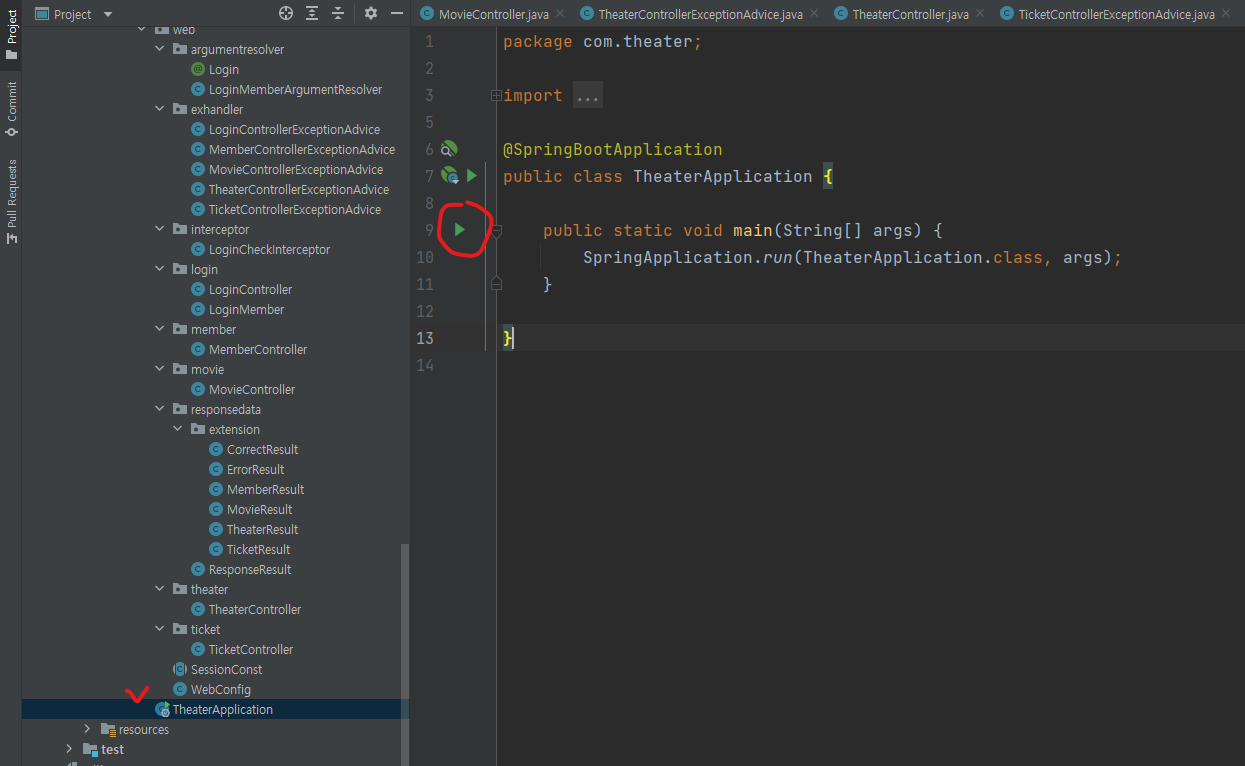 Project
Commit
Pull Requests
Project
web
argumentresolver
Login
LoginMemberArgumentResolver
exhandler
LoginControllerExceptionAdvice
MemberControllerExceptionAdvice
MovieControllerExceptionAdvice
TheaterControllerExceptionAdvice
TicketControllerExceptionAdvice
interceptor
LoginCheckInterceptor
login
LoginController
LoginMember
member
MemberController
movie
MovieController
responsedata
extension
CorrectResult
ErrorResult
MemberResult
MovieResult
TheaterResult
TicketResult
ResponseResult
theater
TheaterController
ticket
TicketController
SessionConst
WebConfig
TheaterApplication
resources
test
MovieController.java TheaterControllerExceptionAdvice.java TheaterController.java TicketControllerExceptionAdvice.java
1 package com.theater;
2
3 import ...
5
6 @SpringBootApplication
7 public class TheaterApplication {
8
9 public static void main(String[] args) {
10 SpringApplication.run(TheaterApplication.class, args);
11 }
12
13 }
14